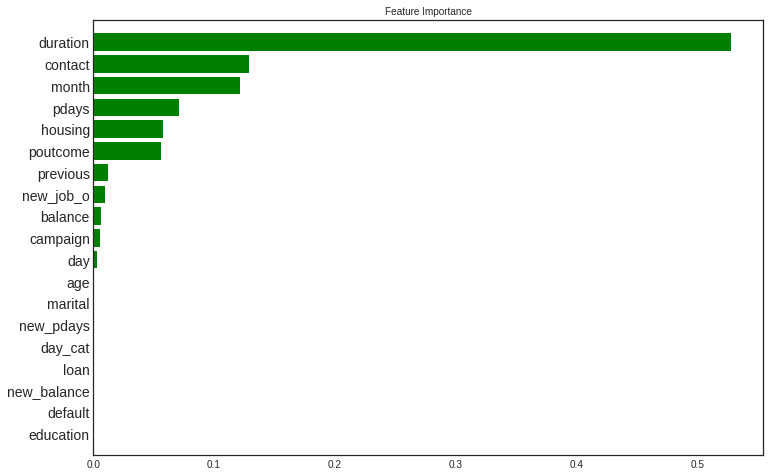 Feature Importance
duration
contact
month
pdays
housing
poutcome
previous
new_job_o
balance
campaign
day
age
marital
new_pdays
day_cat
loan
new_balance
default
education
0.0 0.1 0.2 0.3 0.4 0.5